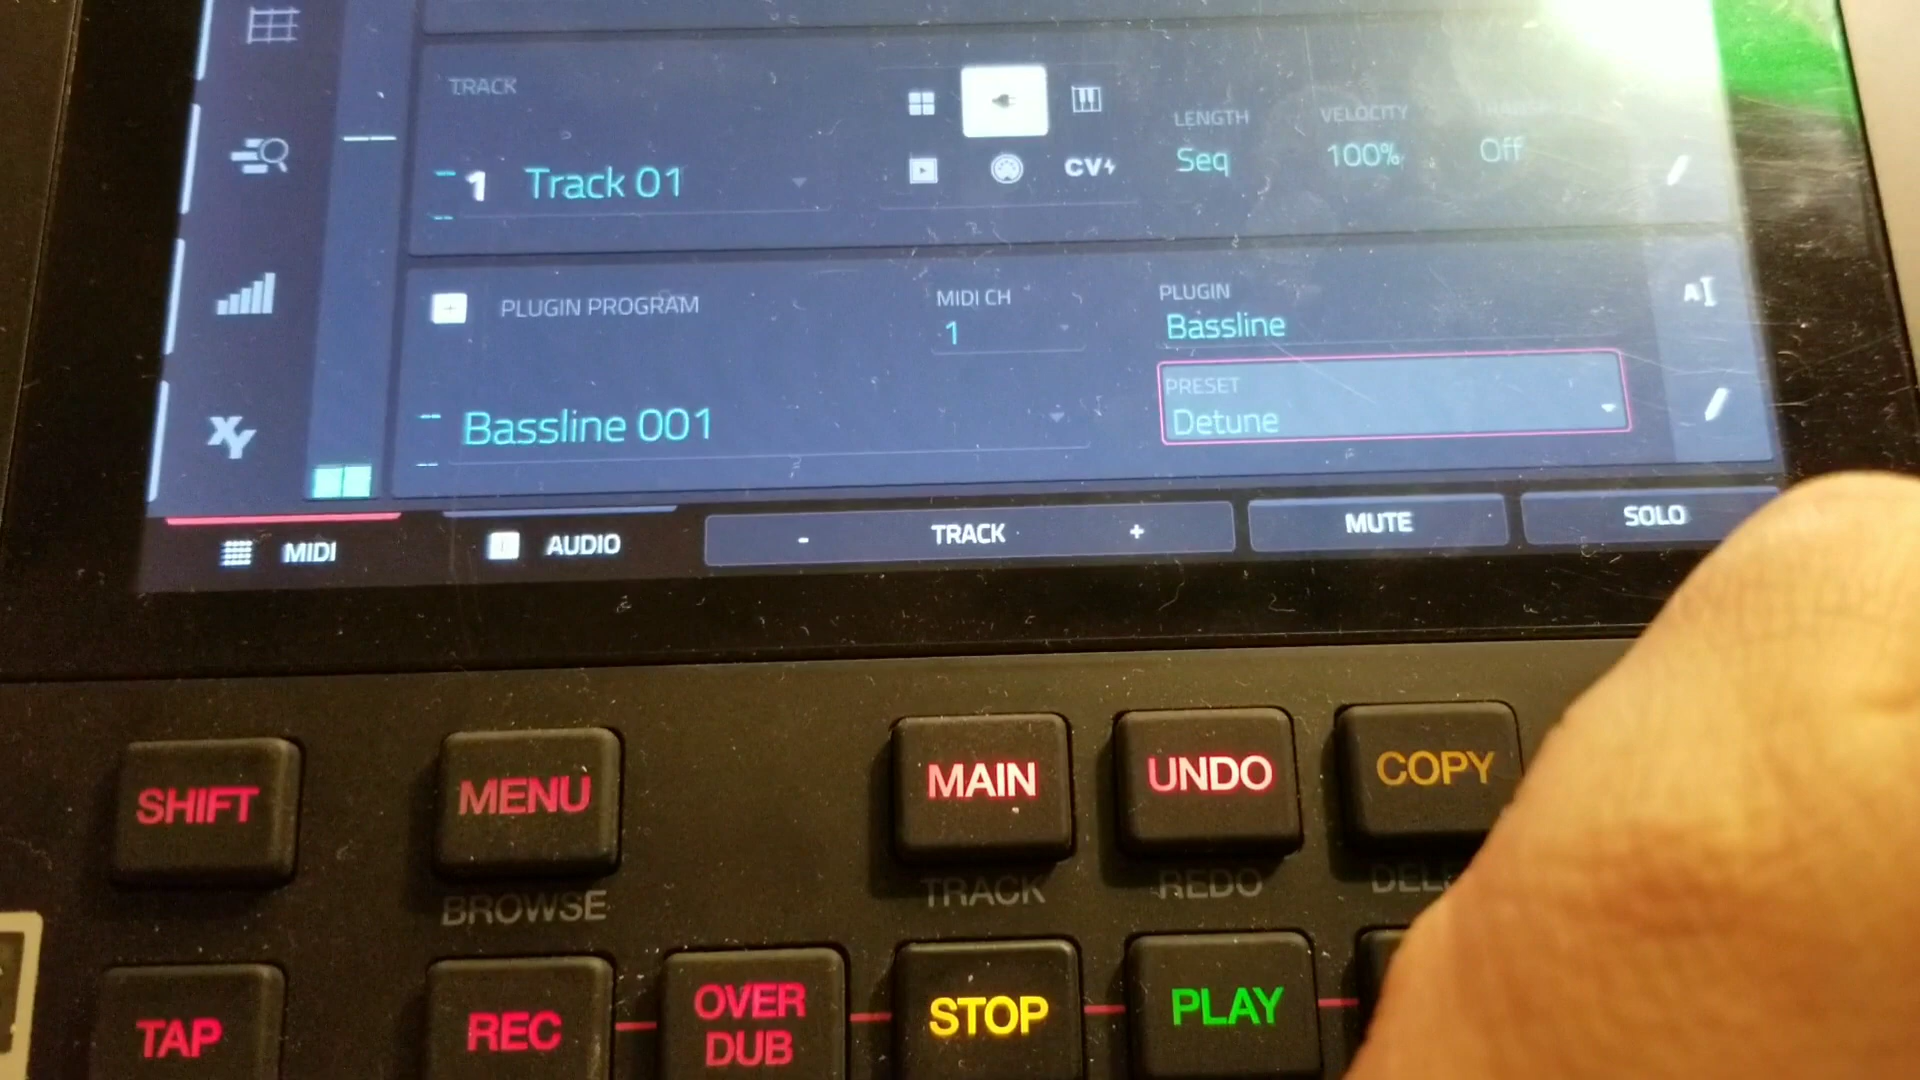 TRACK
LENGTH
VELOCITY
1
Track 01
CV
Seq
100%
Off
PLUGIN PROGRAM
MIDI CH
1
PLUGIN
Bassline
AI
Bassline 001
PRESET
Detune
XY
MIDI
AUDIO
- TRACK +
MUTE
SOLO
SHIFT
MENU
MAIN
UNDO
COPY
BROWSE
TRACK
REDO
TAP
REC
OVER
DUB
STOP
PLAY